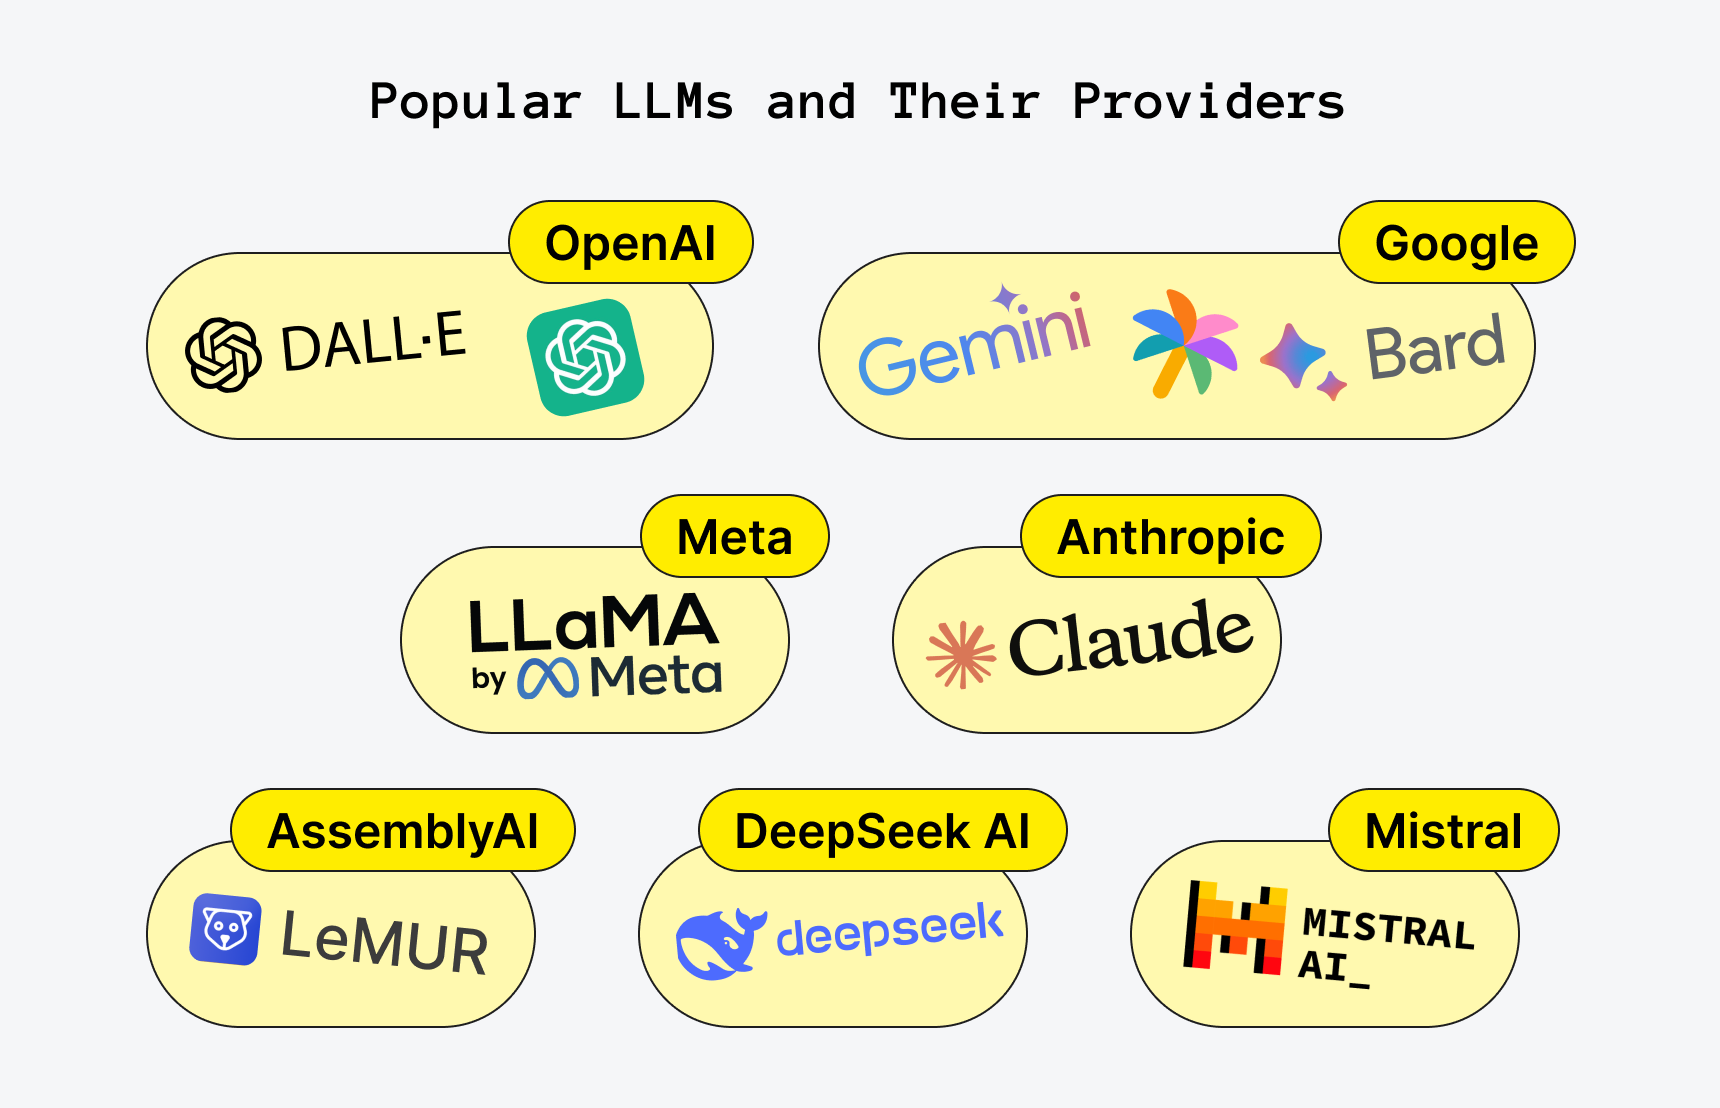 Popular LLMs and Their Providers
OpenAI
DALL·E
Google
Gemini
Bard
Meta
LLaMA
by Meta
Anthropic
Claude
AssemblyAI
LeMUR
DeepSeek AI
deepseek
Mistral
MISTRAL
AI_